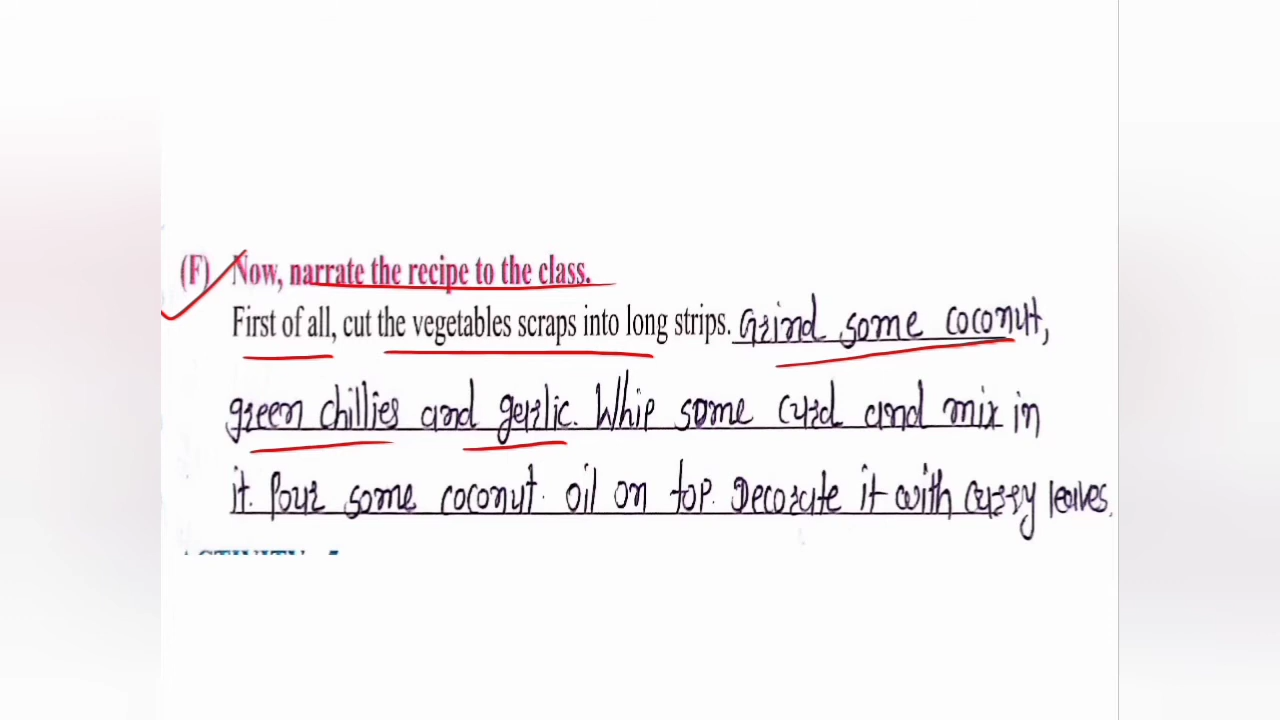 (F) Now, narrate the recipe to the class.
First of all, cut the vegetables scraps into long strips. Grind some coconut,
green chillies and garlic. Whip some curd and mix in
it. Pour some coconut oil on top. Decorate it with curry leaves.